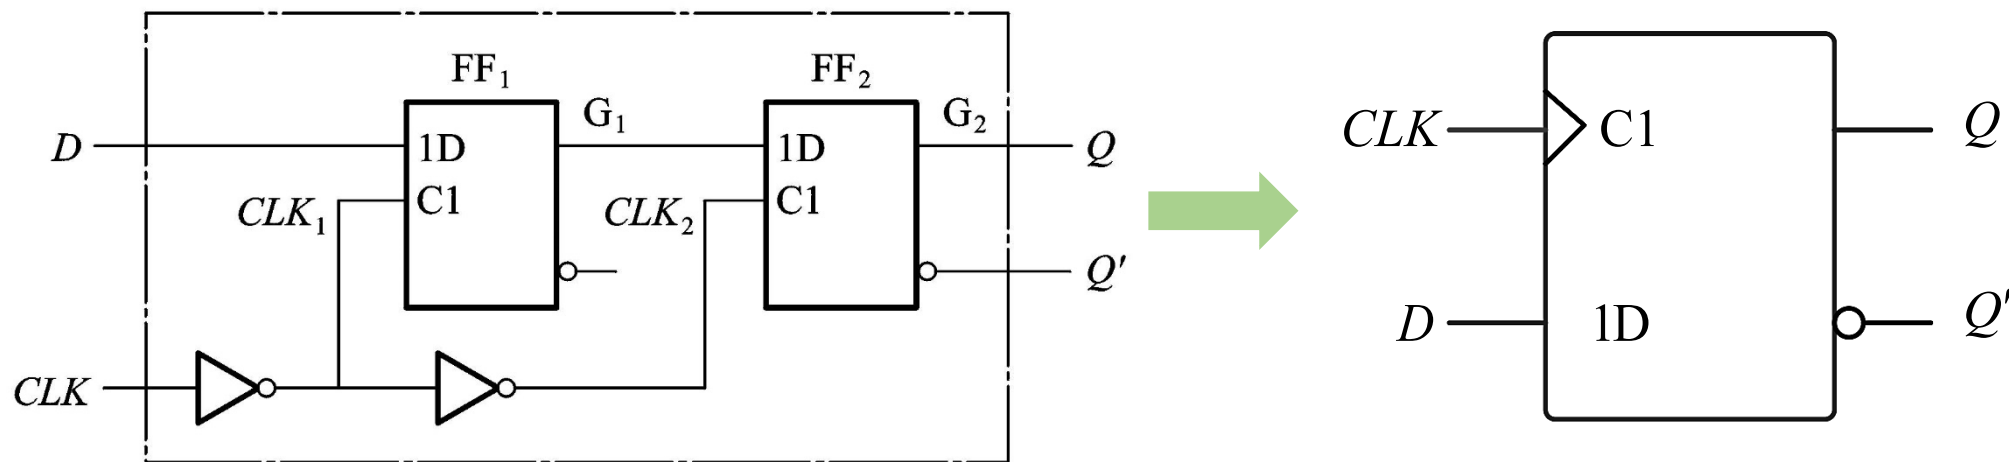 FF₁
FF₂
G₁
G₂
D
1D
1D
Q
CLK₁
C1
CLK₂
C1
Q′
CLK
CLK
C1
Q
D
1D
Q′